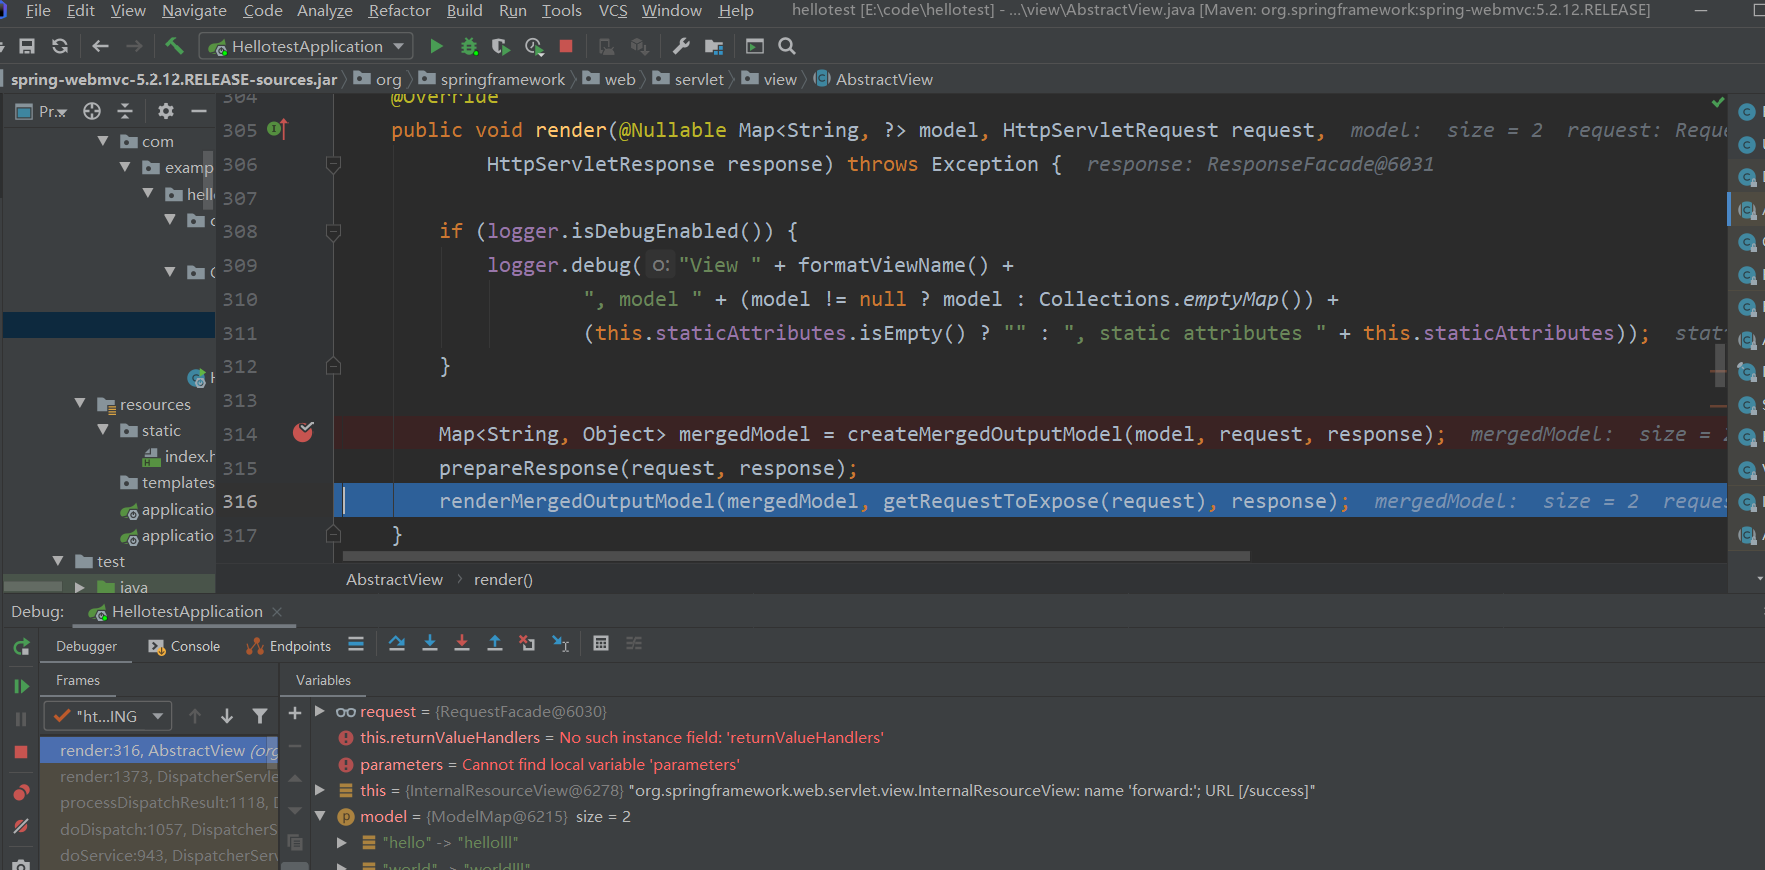 File Edit View Navigate Code Analyze Refactor Build Run Tools VCS Window Help hellotest [E:\code\hellotest] - ...\view\AbstractView.java [Maven: org.springframework:spring-webmvc:5.2.12.RELEASE]
HellotestApplication
spring-webmvc-5.2.12.RELEASE-sources.jar org springframework web servlet view AbstractView
Pr.
com
examp
hell
resources
static
index.h
templates
applicatio
applicatio
test
java
304 @Override
305 public void render(@Nullable Map<String, ?> model, HttpServletRequest request, model: size = 2 request: Reque
306 HttpServletResponse response) throws Exception { response: ResponseFacade@6031
307
308 if (logger.isDebugEnabled()) {
309 logger.debug( o: "View " + formatViewName() +
310 ", model " + (model != null ? model : Collections.emptyMap()) +
311 (this.staticAttributes.isEmpty() ? "" : ", static attributes " + this.staticAttributes)); stat
312 }
313
314 Map<String, Object> mergedModel = createMergedOutputModel(model, request, response); mergedModel: size = 2
315 prepareResponse(request, response);
316 renderMergedOutputModel(mergedModel, getRequestToExpose(request), response); mergedModel: size = 2 reques
317 }
AbstractView render()
Debug: HellotestApplication
Debugger Console Endpoints
Frames
"ht...ING
render:316, AbstractView (org
render:1373, DispatcherServle
processDispatchResult:1118, D
doDispatch:1057, DispatcherS
doService:943, DispatcherServ
Variables
request = {RequestFacade@6030}
this.returnValueHandlers = No such instance field: 'returnValueHandlers'
parameters = Cannot find local variable 'parameters'
this = {InternalResourceView@6278} "org.springframework.web.servlet.view.InternalResourceView: name 'forward:'; URL [/success]"
model = {ModelMap@6215} size = 2
"hello" -> "hellolll"
"world" -> "worldlll"